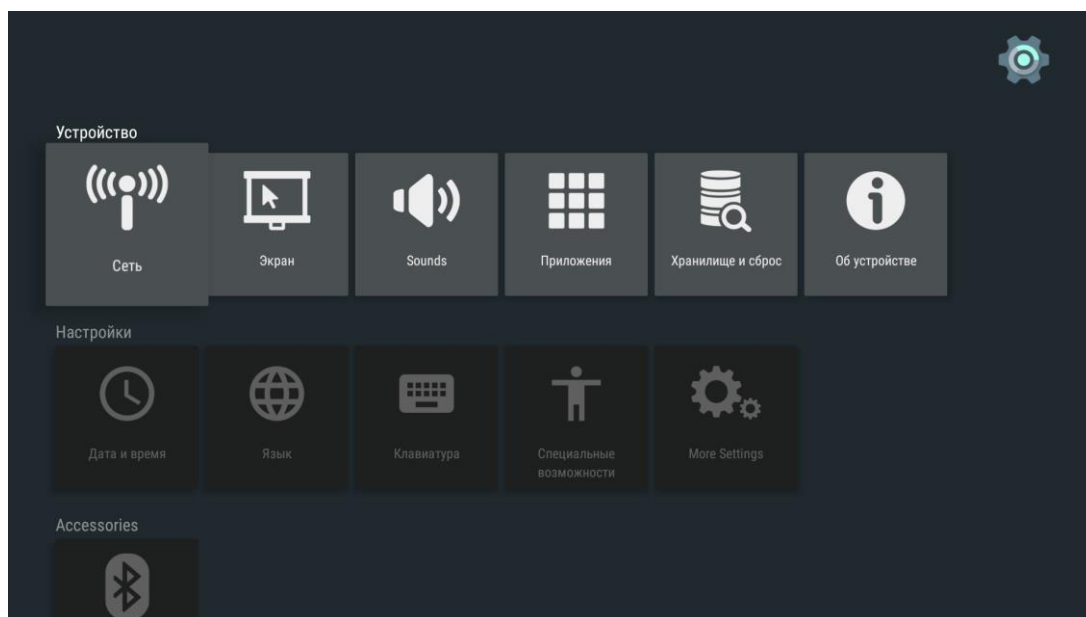 Устройство
Сеть
Экран
Sounds
Приложения
Хранилище и сброс
Об устройстве
Настройки
Дата и время
Язык
Клавиатура
Специальные
возможности
More Settings
Accessories